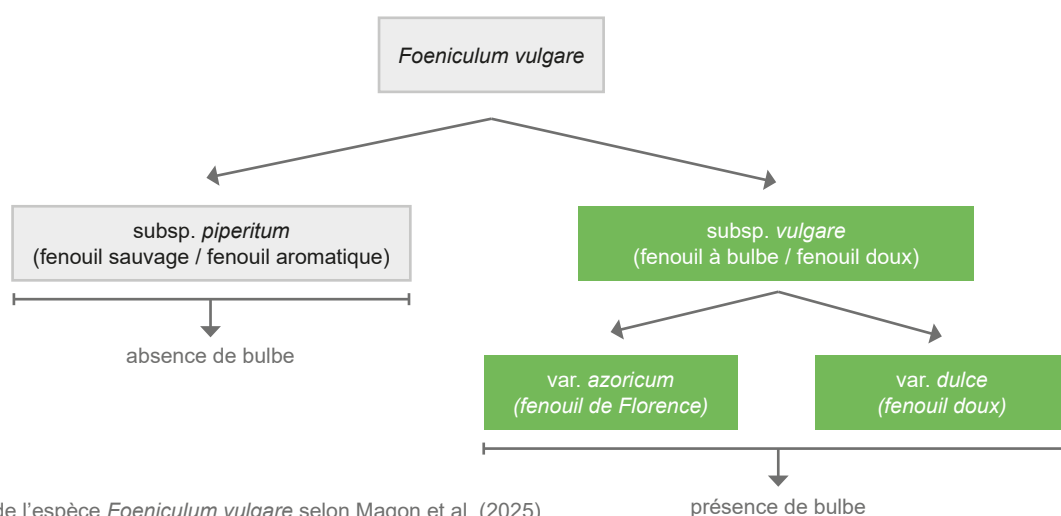 Foeniculum vulgare
subsp. piperitum
(fenouil sauvage / fenouil aromatique)
subsp. vulgare
(fenouil à bulbe / fenouil doux)
absence de bulbe
var. azoricum
(fenouil de Florence)
var. dulce
(fenouil doux)
présence de bulbe
de l'espèce Foeniculum vulgare selon Magon et al. (2025)